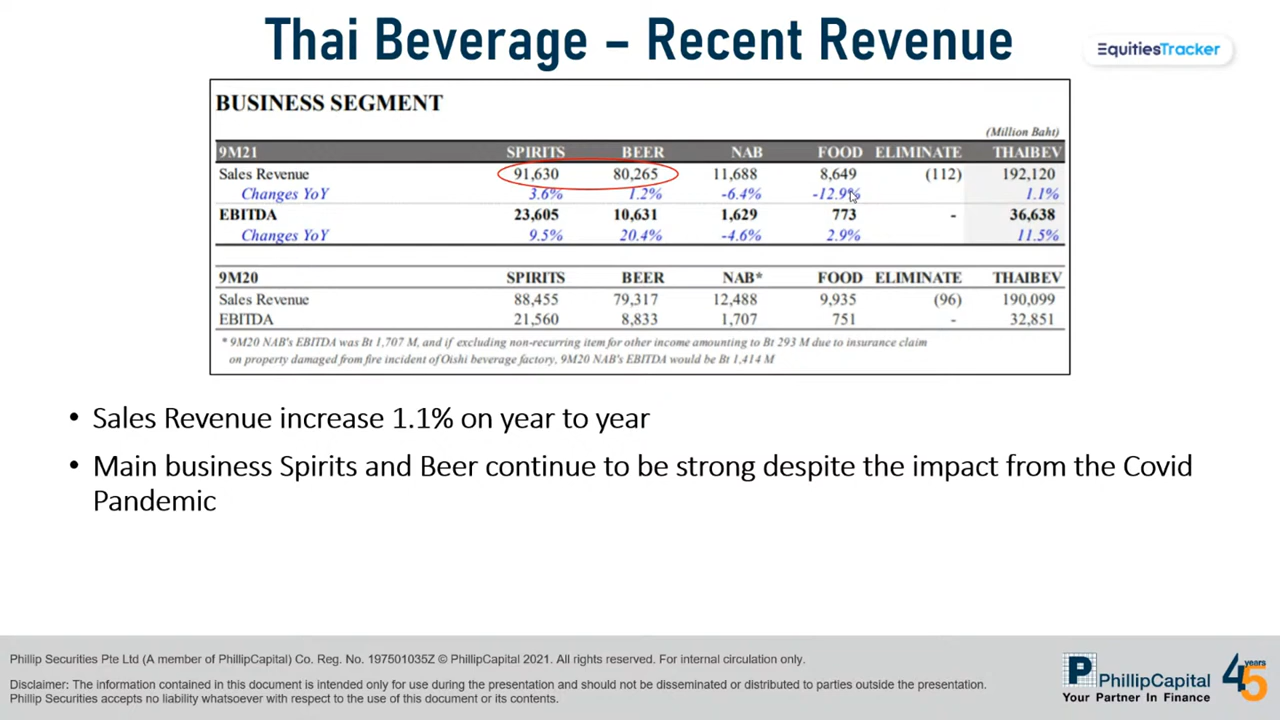 Thai Beverage – Recent Revenue
EquitiesTracker
BUSINESS SEGMENT
(Million Baht)
9M21 SPIRITS BEER NAB FOOD ELIMINATE THAIBEV
Sales Revenue 91,630 80,265 11,688 8,649 (112) 192,120
Changes YoY 3.6% 1.2% -6.4% -12.9% 1.1%
EBITDA 23,605 10,631 1,629 773 - 36,638
Changes YoY 9.5% 20.4% -4.6% 2.9% 11.5%
9M20 SPIRITS BEER NAB* FOOD ELIMINATE THAIBEV
Sales Revenue 88,455 79,317 12,488 9,935 (96) 190,099
EBITDA 21,560 8,833 1,707 751 - 32,851
* 9M20 NAB's EBITDA was Bt 1,707 M, and if excluding non-recurring item for other income amounting to Bt 293 M due to insurance claim
on property damaged from fire incident of Oishi beverage factory, 9M20 NAB's EBITDA would be Bt 1,414 M
• Sales Revenue increase 1.1% on year to year
• Main business Spirits and Beer continue to be strong despite the impact from the Covid
Pandemic
Phillip Securities Pte Ltd (A member of PhillipCapital) Co. Reg. No. 197501035Z © PhillipCapital 2021. All rights reserved. For internal circulation only.
Disclaimer: The information contained in this document is intended only for use during the presentation and should not be disseminated or distributed to parties outside the presentation.
Phillip Securities accepts no liability whatsoever with respect to the use of this document or its contents.
P PhillipCapital
Your Partner In Finance
45 years